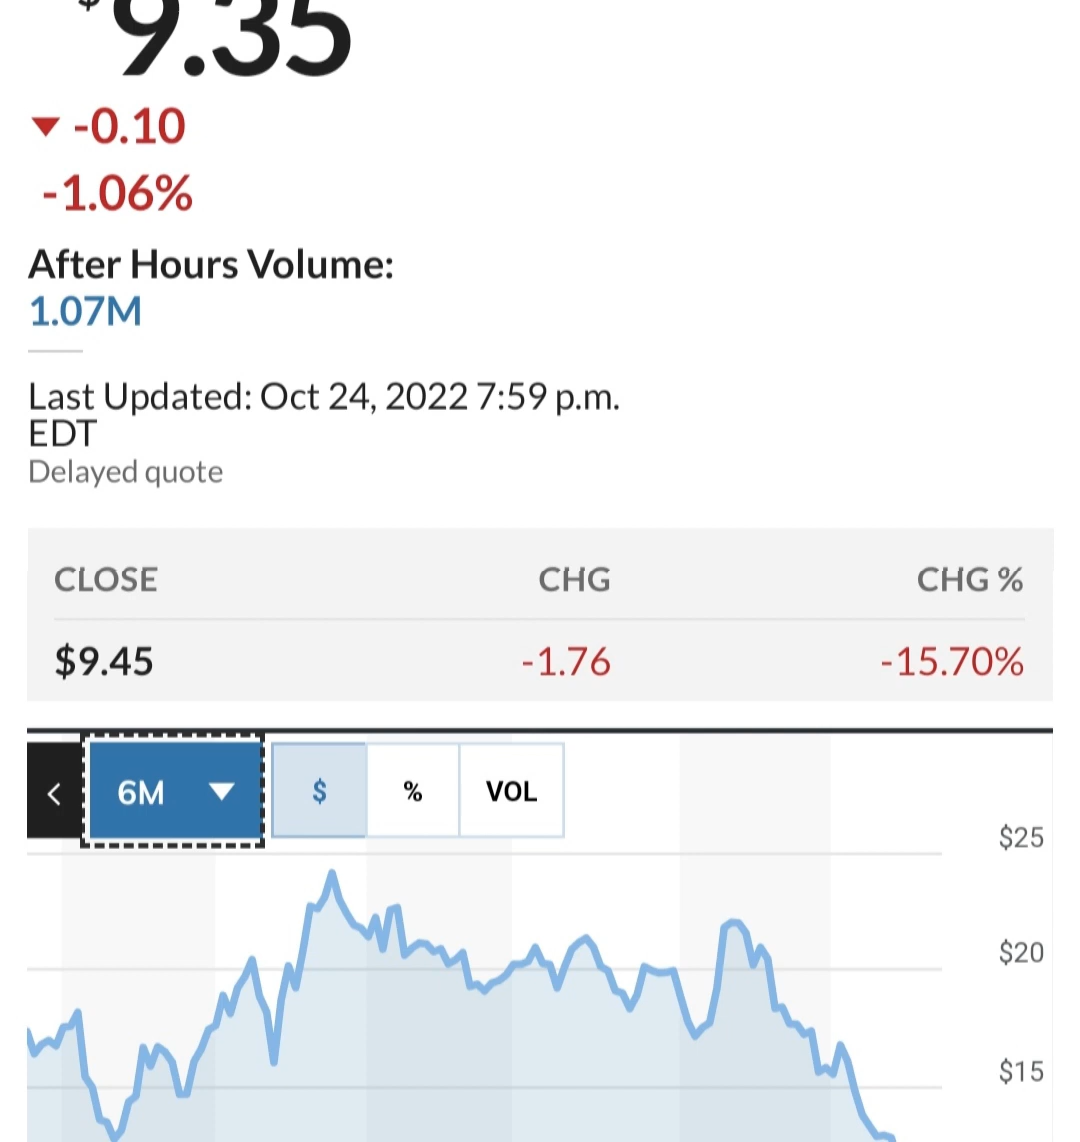 $9.35
-0.10
-1.06%
After Hours Volume:
1.07M
Last Updated: Oct 24, 2022 7:59 p.m.
EDT
Delayed quote
CLOSE CHG CHG %
$9.45 -1.76 -15.70%
6M $ % VOL
$25
$20
$15